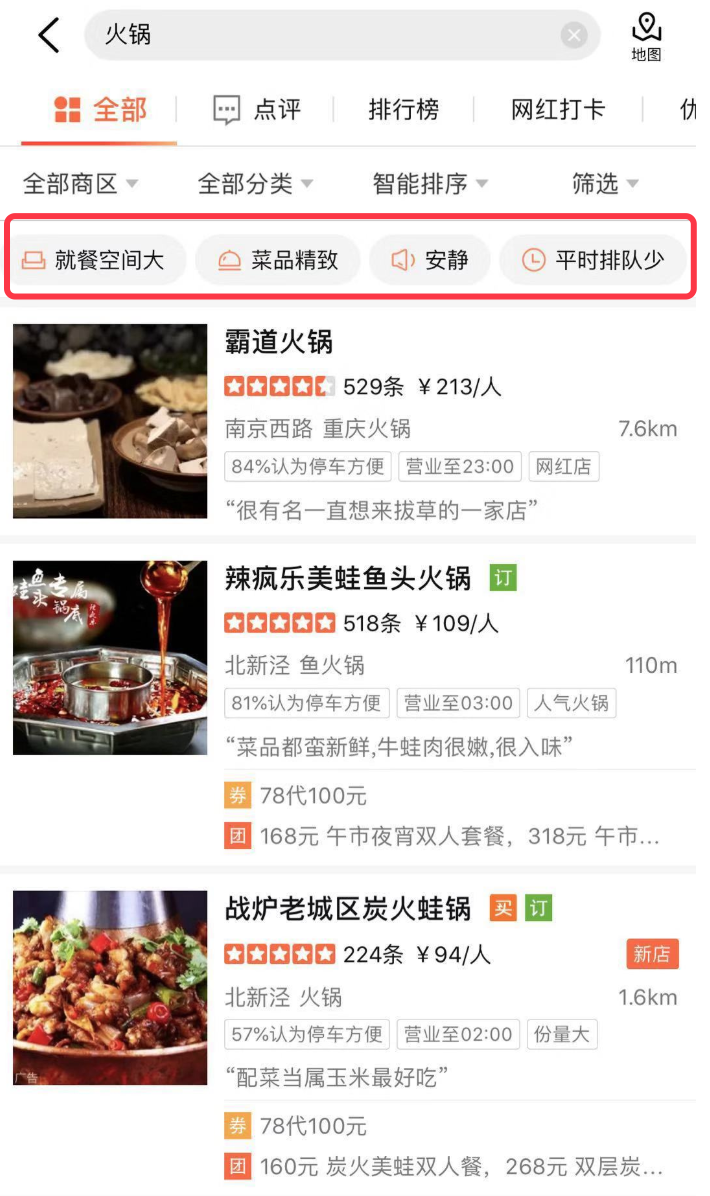 火锅
地图
全部 点评 排行榜 网红打卡 优
全部商区 全部分类 智能排序 筛选
就餐空间大 菜品精致 安静 平时排队少
霸道火锅
529条 ￥213/人
南京西路 重庆火锅 7.6km
84%认为停车方便 营业至23:00 网红店
“很有名一直想来拔草的一家店”
蛙鱼头专属锅底
辣疯乐美蛙鱼头火锅 订
518条 ￥109/人
北新泾 鱼火锅 110m
81%认为停车方便 营业至03:00 人气火锅
“菜品都蛮新鲜,牛蛙肉很嫩,很入味”
券 78代100元
团 168元 午市夜宵双人套餐，318元 午市...
战炉老城区炭火蛙锅 买 订
224条 ￥94/人 新店
北新泾 火锅 1.6km
57%认为停车方便 营业至02:00 份量大
“配菜当属玉米最好吃”
广告
券 78代100元
团 160元 炭火美蛙双人餐，268元 双层炭...